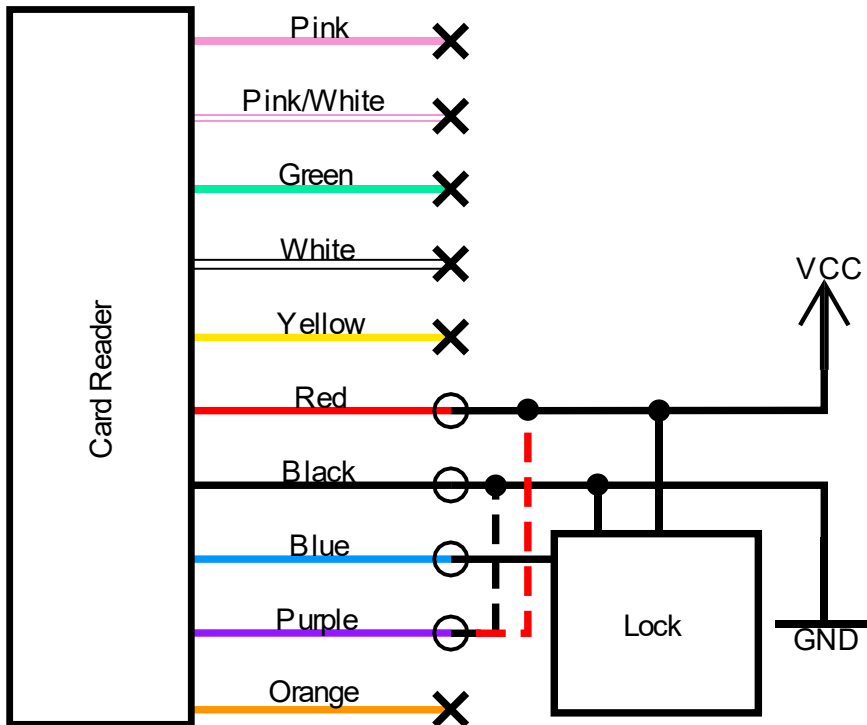 Pink
Pink/White
Green
White
Yellow
VCC
Card Reader
Red
Black
Blue
Purple
Lock
GND
Orange